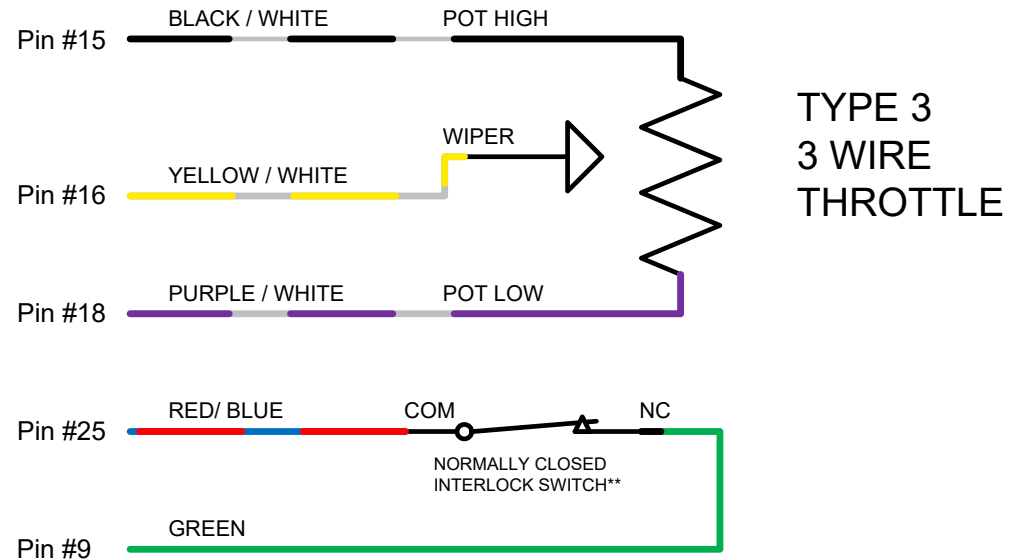 BLACK / WHITE POT HIGH
Pin #15
TYPE 3
3 WIRE
THROTTLE
WIPER
YELLOW / WHITE
Pin #16
PURPLE / WHITE POT LOW
Pin #18
RED/ BLUE COM NC
Pin #25
NORMALLY CLOSED
INTERLOCK SWITCH**
GREEN
Pin #9